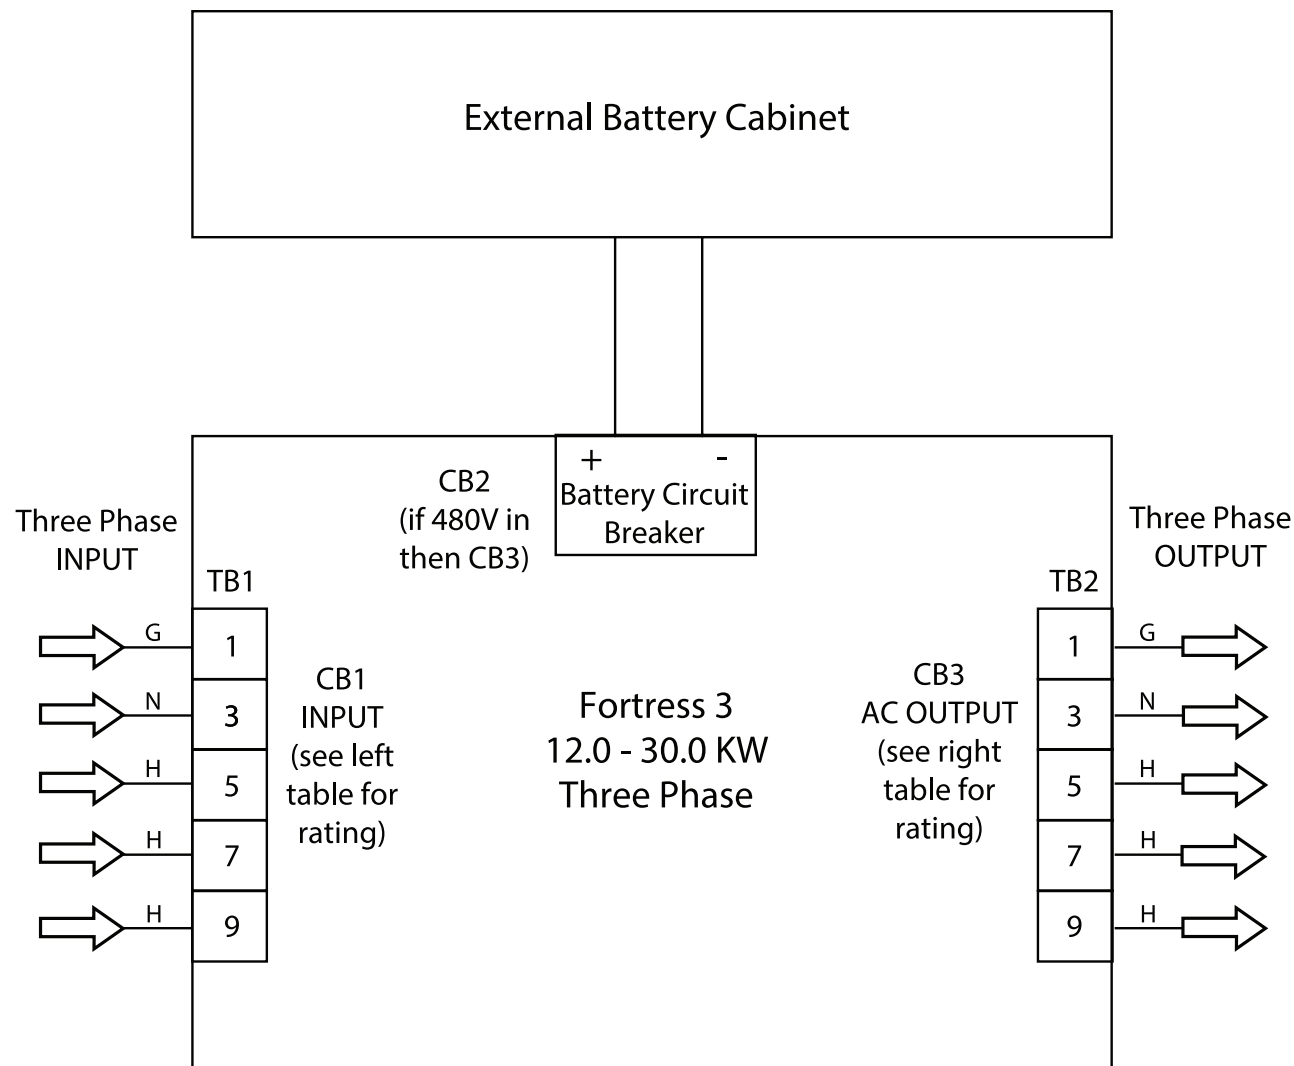 External Battery Cabinet
+ -
Battery Circuit
Breaker
CB2
(if 480V in
then CB3)
Three Phase
INPUT
TB1
G
1
N
3
H
5
H
7
H
9
CB1
INPUT
(see left
table for
rating)
Fortress 3
12.0 - 30.0 KW
Three Phase
CB3
AC OUTPUT
(see right
table for
rating)
Three Phase
OUTPUT
TB2
1
G
3
N
5
H
7
H
9
H